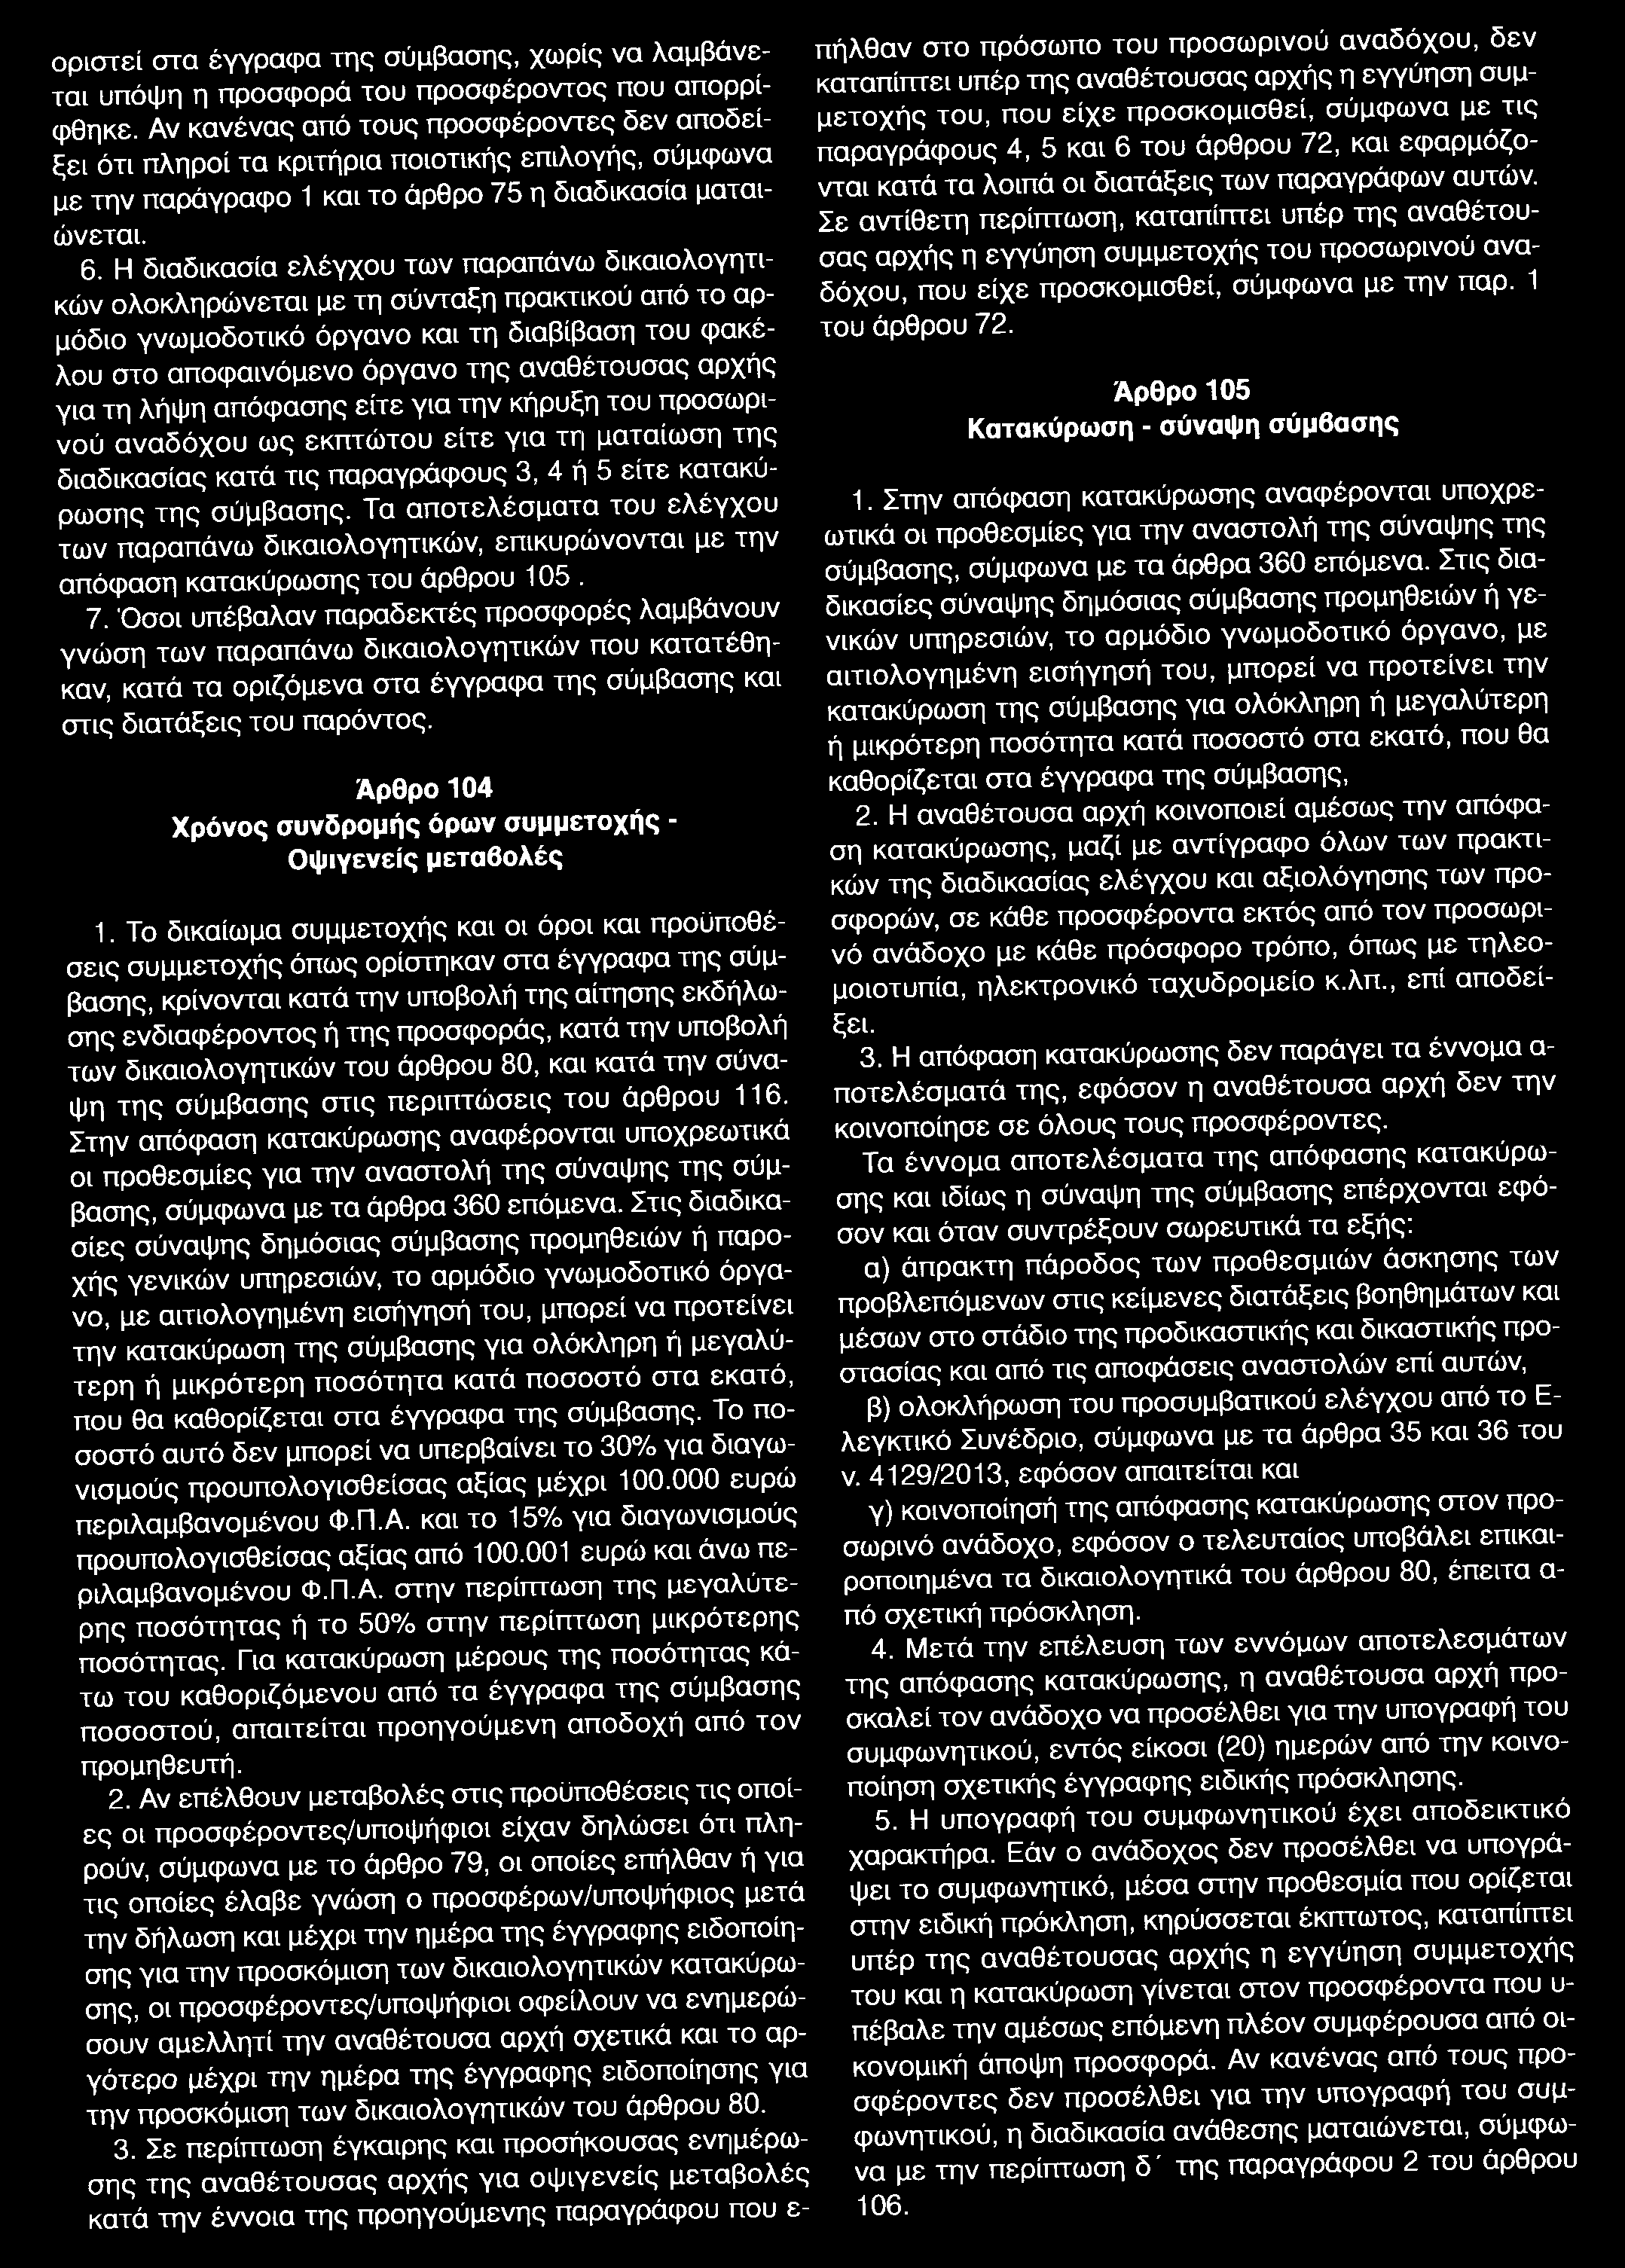 οριστεί στα έγγραφα της σύμβασης, χωρίς να λαμβάνε-
ται υπόψη η προσφορά του προσφέροντος που απορρί-
φθηκε. Αν κανένας από τους προσφέροντες δεν αποδεί-
ξει ότι πληροί τα κριτήρια ποιοτικής επιλογής, σύμφωνα
με την παράγραφο 1 και το άρθρο 75 η διαδικασία μαται-
ώνεται.
6. Η διαδικασία ελέγχου των παραπάνω δικαιολογητι-
κών ολοκληρώνεται με τη σύνταξη πρακτικού από το αρ-
μόδιο γνωμοδοτικό όργανο και τη διαβίβαση του φακέ-
λου στο αποφαινόμενο όργανο της αναθέτουσας αρχής
για τη λήψη απόφασης είτε για την κήρυξη του προσωρι-
νού αναδόχου ως εκπτώτου είτε για τη ματαίωση της
διαδικασίας κατά τις παραγράφους 3, 4 ή 5 είτε κατακύ-
ρωσης της σύμβασης. Τα αποτελέσματα του ελέγχου
των παραπάνω δικαιολογητικών, επικυρώνονται με την
απόφαση κατακύρωσης του άρθρου 105 .
7. Όσοι υπέβαλαν παραδεκτές προσφορές λαμβάνουν
γνώση των παραπάνω δικαιολογητικών που κατατέθη-
καν, κατά τα οριζόμενα στα έγγραφα της σύμβασης και
στις διατάξεις του παρόντος.
Άρθρο 104
Χρόνος συνδρομής όρων συμμετοχής -
Οψιγενείς μεταβολές
1. Το δικαίωμα συμμετοχής και οι όροι και προϋποθέ-
σεις συμμετοχής όπως ορίστηκαν στα έγγραφα της σύμ-
βασης, κρίνονται κατά την υποβολή της αίτησης εκδήλω-
σης ενδιαφέροντος ή της προσφοράς, κατά την υποβολή
των δικαιολογητικών του άρθρου 80, και κατά την σύνα-
ψη της σύμβασης στις περιπτώσεις του άρθρου 116.
Στην απόφαση κατακύρωσης αναφέρονται υποχρεωτικά
οι προθεσμίες για την αναστολή της σύναψης της σύμ-
βασης, σύμφωνα με τα άρθρα 360 επόμενα. Στις διαδικα-
σίες σύναψης δημόσιας σύμβασης προμηθειών ή παρο-
χής γενικών υπηρεσιών, το αρμόδιο γνωμοδοτικό όργα-
νο, με αιτιολογημένη εισήγησή του, μπορεί να προτείνει
την κατακύρωση της σύμβασης για ολόκληρη ή μεγαλύ-
τερη ή μικρότερη ποσότητα κατά ποσοστό στα εκατό,
που θα καθορίζεται στα έγγραφα της σύμβασης. Το πο-
σοστό αυτό δεν μπορεί να υπερβαίνει το 30% για διαγω-
νισμούς προυπολογισθείσας αξίας μέχρι 100.000 ευρώ
περιλαμβανομένου Φ.Π.Α. και το 15% για διαγωνισμούς
προυπολογισθείσας αξίας από 100.001 ευρώ και άνω πε-
ριλαμβανομένου Φ.Π.Α. στην περίπτωση της μεγαλύτε-
ρης ποσότητας ή το 50% στην περίπτωση μικρότερης
ποσότητας. Για κατακύρωση μέρους της ποσότητας κά-
τω του καθοριζόμενου από τα έγγραφα της σύμβασης
ποσοστού, απαιτείται προηγούμενη αποδοχή από τον
προμηθευτή.
2. Αν επέλθουν μεταβολές στις προϋποθέσεις τις οποί-
ες οι προσφέροντες/υποψήφιοι είχαν δηλώσει ότι πλη-
ρούν, σύμφωνα με το άρθρο 79, οι οποίες επήλθαν ή για
τις οποίες έλαβε γνώση ο προσφέρων/υποψήφιος μετά
την δήλωση και μέχρι την ημέρα της έγγραφης ειδοποίη-
σης για την προσκόμιση των δικαιολογητικών κατακύρω-
σης, οι προσφέροντες/υποψήφιοι οφείλουν να ενημερώ-
σουν αμελλητί την αναθέτουσα αρχή σχετικά και το αρ-
γότερο μέχρι την ημέρα της έγγραφης ειδοποίησης για
την προσκόμιση των δικαιολογητικών του άρθρου 80.
3. Σε περίπτωση έγκαιρης και προσήκουσας ενημέρω-
σης της αναθέτουσας αρχής για οψιγενείς μεταβολές
κατά την έννοια της προηγούμενης παραγράφου που ε-
πήλθαν στο πρόσωπο του προσωρινού αναδόχου, δεν
καταπίπτει υπέρ της αναθέτουσας αρχής η εγγύηση συμ-
μετοχής του, που είχε προσκομισθεί, σύμφωνα με τις
παραγράφους 4, 5 και 6 του άρθρου 72, και εφαρμόζο-
νται κατά τα λοιπά οι διατάξεις των παραγράφων αυτών.
Σε αντίθετη περίπτωση, καταπίπτει υπέρ της αναθέτου-
σας αρχής η εγγύηση συμμετοχής του προσωρινού ανα-
δόχου, που είχε προσκομισθεί, σύμφωνα με την παρ. 1
του άρθρου 72.
Άρθρο 105
Κατακύρωση - σύναψη σύμβασης
1. Στην απόφαση κατακύρωσης αναφέρονται υποχρε-
ωτικά οι προθεσμίες για την αναστολή της σύναψης της
σύμβασης, σύμφωνα με τα άρθρα 360 επόμενα. Στις δια-
δικασίες σύναψης δημόσιας σύμβασης προμηθειών ή γε-
νικών υπηρεσιών, το αρμόδιο γνωμοδοτικό όργανο, με
αιτιολογημένη εισήγησή του, μπορεί να προτείνει την
κατακύρωση της σύμβασης για ολόκληρη ή μεγαλύτερη
ή μικρότερη ποσότητα κατά ποσοστό στα εκατό, που θα
καθορίζεται στα έγγραφα της σύμβασης,
2. Η αναθέτουσα αρχή κοινοποιεί αμέσως την απόφα-
ση κατακύρωσης, μαζί με αντίγραφο όλων των πρακτι-
κών της διαδικασίας ελέγχου και αξιολόγησης των προ-
σφορών, σε κάθε προσφέροντα εκτός από τον προσωρι-
νό ανάδοχο με κάθε πρόσφορο τρόπο, όπως με τηλεο-
μοιοτυπία, ηλεκτρονικό ταχυδρομείο κ.λπ., επί αποδεί-
ξει.
3. Η απόφαση κατακύρωσης δεν παράγει τα έννομα α-
ποτελέσματά της, εφόσον η αναθέτουσα αρχή δεν την
κοινοποίησε σε όλους τους προσφέροντες.
Τα έννομα αποτελέσματα της απόφασης κατακύρω-
σης και ιδίως η σύναψη της σύμβασης επέρχονται εφό-
σον και όταν συντρέξουν σωρευτικά τα εξής:
α) άπρακτη πάροδος των προθεσμιών άσκησης των
προβλεπόμενων στις κείμενες διατάξεις βοηθημάτων και
μέσων στο στάδιο της προδικαστικής και δικαστικής προ-
στασίας και από τις αποφάσεις αναστολών επί αυτών,
β) ολοκλήρωση του προσυμβατικού ελέγχου από το Ε-
λεγκτικό Συνέδριο, σύμφωνα με τα άρθρα 35 και 36 του
ν. 4129/2013, εφόσον απαιτείται και
γ) κοινοποίησή της απόφασης κατακύρωσης στον προ-
σωρινό ανάδοχο, εφόσον ο τελευταίος υποβάλει επικαι-
ροποιημένα τα δικαιολογητικά του άρθρου 80, έπειτα α-
πό σχετική πρόσκληση.
4. Μετά την επέλευση των εννόμων αποτελεσμάτων
της απόφασης κατακύρωσης, η αναθέτουσα αρχή προ-
σκαλεί τον ανάδοχο να προσέλθει για την υπογραφή του
συμφωνητικού, εντός είκοσι (20) ημερών από την κοινο-
ποίηση σχετικής έγγραφης ειδικής πρόσκλησης.
5. Η υπογραφή του συμφωνητικού έχει αποδεικτικό
χαρακτήρα. Εάν ο ανάδοχος δεν προσέλθει να υπογρά-
ψει το συμφωνητικό, μέσα στην προθεσμία που ορίζεται
στην ειδική πρόκληση, κηρύσσεται έκπτωτος, καταπίπτει
υπέρ της αναθέτουσας αρχής η εγγύηση συμμετοχής
του και η κατακύρωση γίνεται στον προσφέροντα που υ-
πέβαλε την αμέσως επόμενη πλέον συμφέρουσα από οι-
κονομική άποψη προσφορά. Αν κανένας από τους προ-
σφέροντες δεν προσέλθει για την υπογραφή του συμ-
φωνητικού, η διαδικασία ανάθεσης ματαιώνεται, σύμφω-
να με την περίπτωση δ΄ της παραγράφου 2 του άρθρου
106.